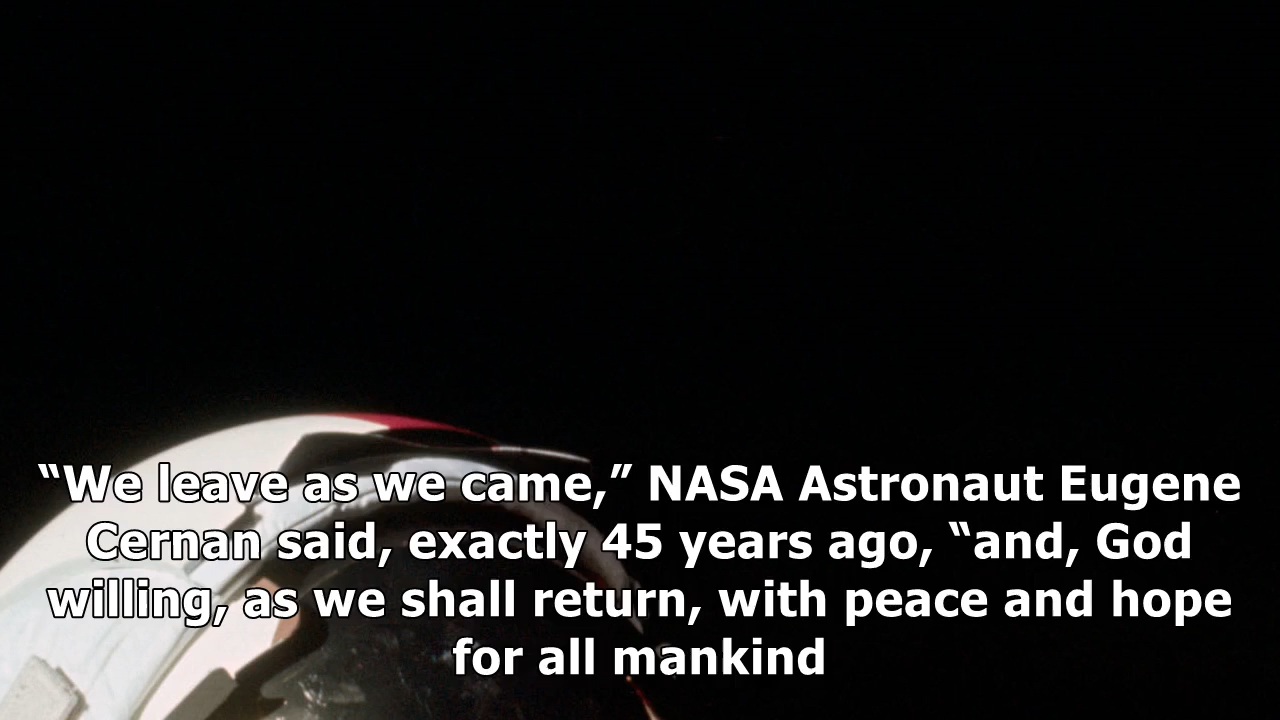 “We leave as we came,” NASA Astronaut Eugene
Cernan said, exactly 45 years ago, “and, God
willing, as we shall return, with peace and hope
for all mankind